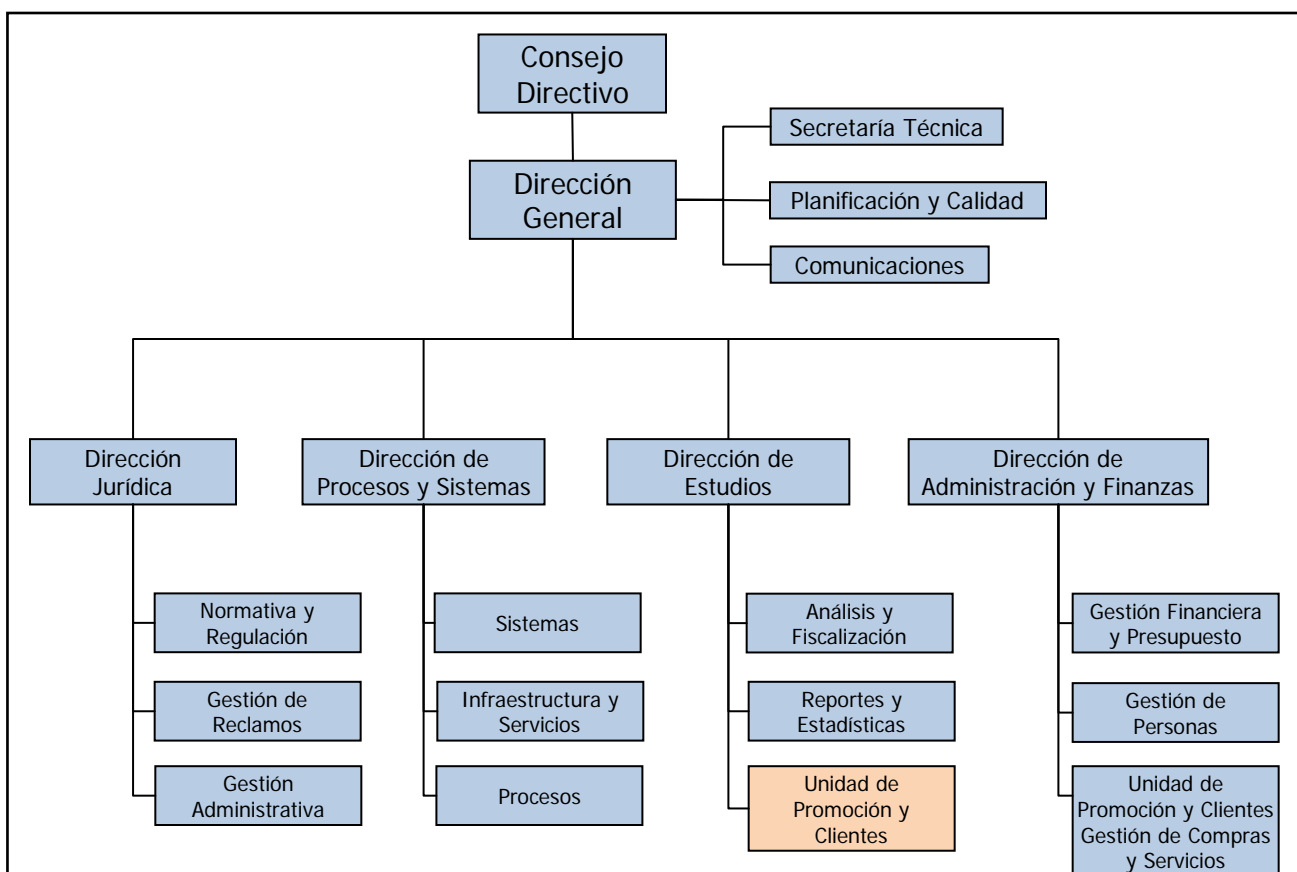 Consejo
Directivo
Secretaría Técnica
Dirección
General
Planificación y Calidad
Comunicaciones
Dirección
Jurídica
Dirección de
Procesos y Sistemas
Dirección de
Estudios
Dirección de
Administración y Finanzas
Normativa y
Regulación
Sistemas
Análisis y
Fiscalización
Gestión Financiera
y Presupuesto
Gestión de
Reclamos
Infraestructura y
Servicios
Reportes y
Estadísticas
Gestión de
Personas
Gestión
Administrativa
Procesos
Unidad de
Promoción y
Clientes
Unidad de
Promoción y Clientes
Gestión de Compras
y Servicios